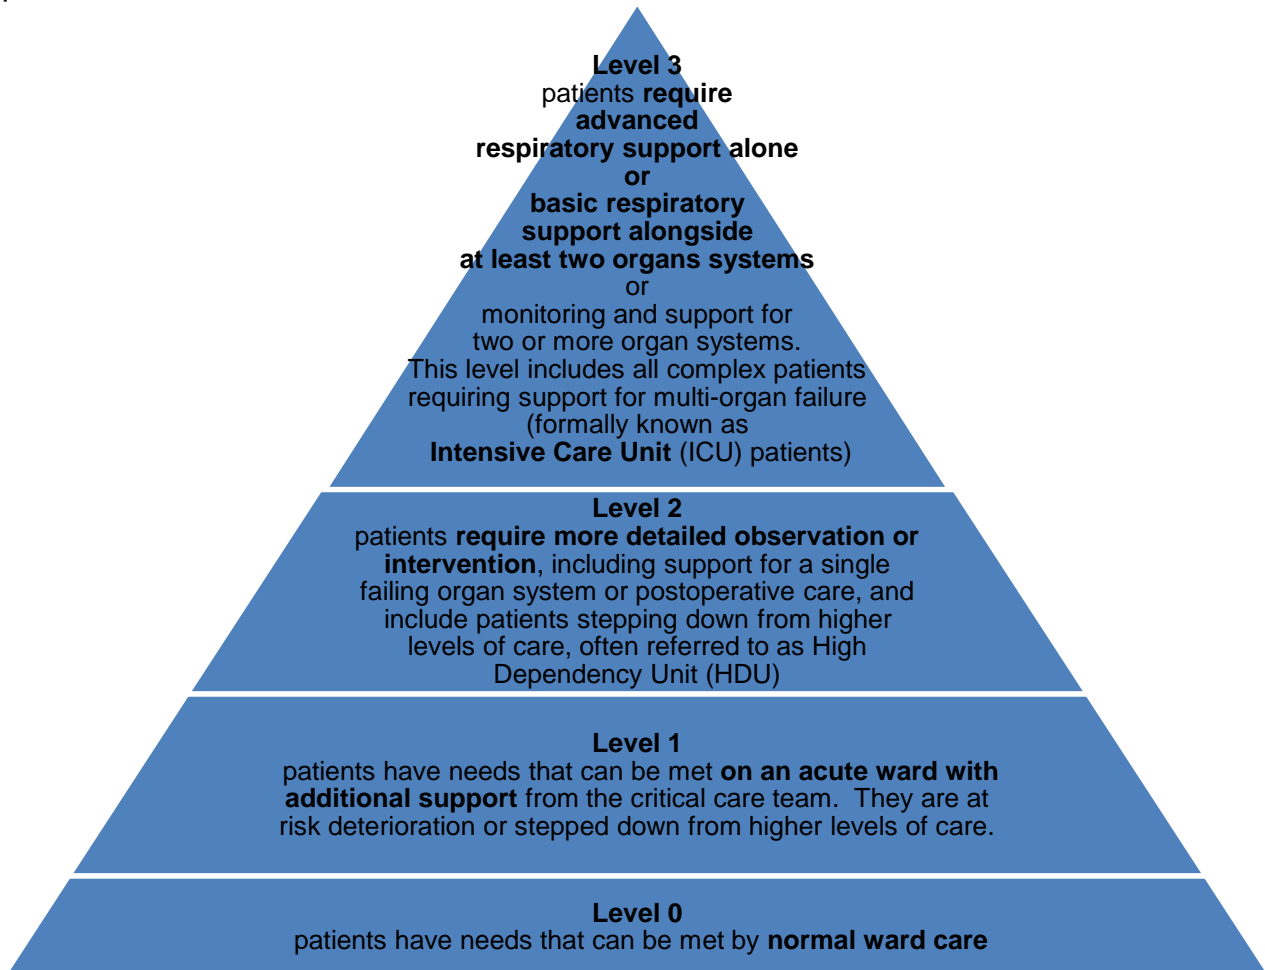 Level 3
patients require
advanced
respiratory support alone
or
basic respiratory
support alongside
at least two organs systems
or
monitoring and support for
two or more organ systems.
This level includes all complex patients
requiring support for multi-organ failure
(formally known as
Intensive Care Unit (ICU) patients)
Level 2
patients require more detailed observation or
intervention, including support for a single
failing organ system or postoperative care, and
include patients stepping down from higher
levels of care, often referred to as High
Dependency Unit (HDU)
Level 1
patients have needs that can be met on an acute ward with
additional support from the critical care team.  They are at
risk deterioration or stepped down from higher levels of care.
Level 0
patients have needs that can be met by normal ward care